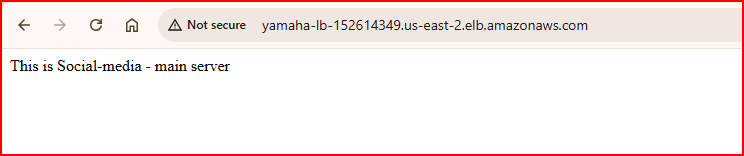 Not secure yamaha-lb-152614349.us-east-2.elb.amazonaws.com
This is Social-media - main server